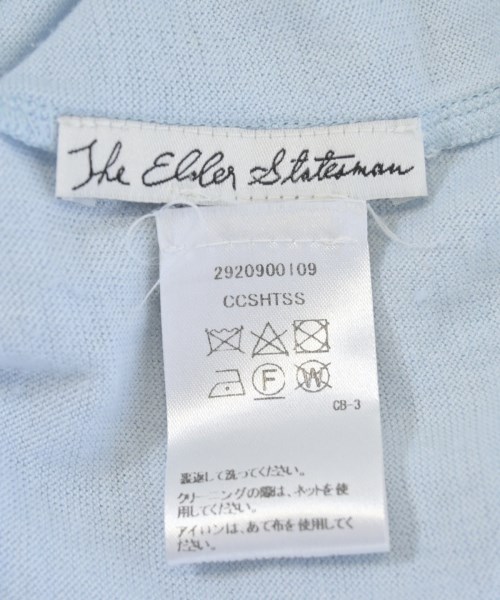 The Elder Statesman
2920900109
CCSHTSS
F W
CB-3
裏返して洗ってください。
クリーニングの際は、ネットを使
用してください。
アイロンは、あて布を使用してく
ださい。